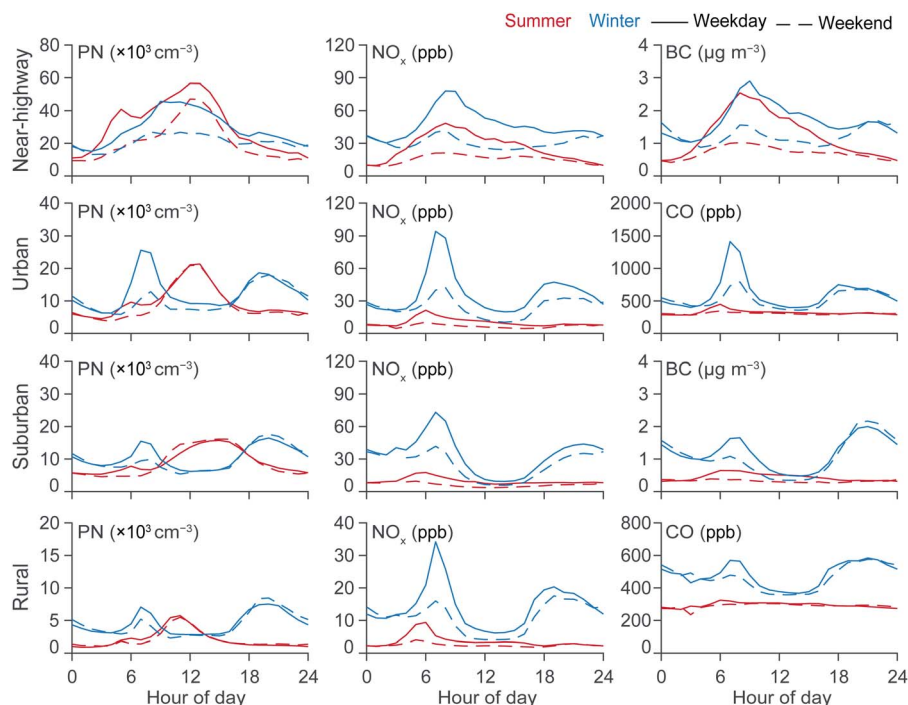 Summer Winter Weekday Weekend
PN (×10³ cm⁻³) NOₓ (ppb) BC (µg m⁻³)
Near-highway
80 60 40 20 0
120 90 60 30 0
4 3 2 1 0
PN (×10³ cm⁻³) NOₓ (ppb) CO (ppb)
Urban
40 30 20 10 0
120 90 60 30 0
2000 1500 1000 500 0
PN (×10³ cm⁻³) NOₓ (ppb) BC (µg m⁻³)
Suburban
40 30 20 10 0
120 90 60 30 0
4 3 2 1 0
PN (×10³ cm⁻³) NOₓ (ppb) CO (ppb)
Rural
20 15 10 5 0
40 30 20 10 0
800 600 400 200 0
0 6 12 18 24 0 6 12 18 24 0 6 12 18 24
Hour of day Hour of day Hour of day